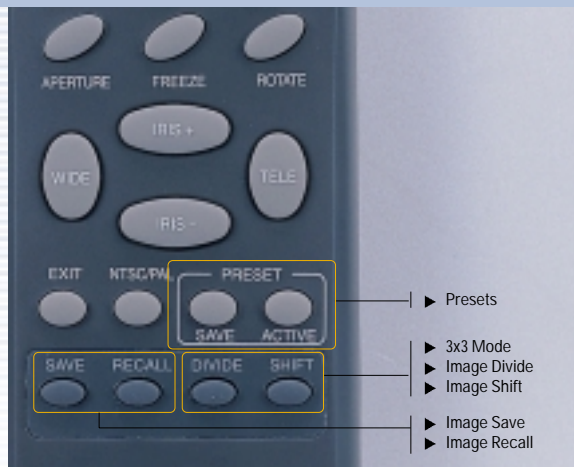 APERTURE FREEZE ROTATE
IRIS +
WIDE TELE
IRIS -
EXIT NTSC/PAL PRESET
SAVE ACTIVE
▶ Presets
SAVE RECALL DIVIDE SHIFT
▶ 3x3 Mode
▶ Image Divide
▶ Image Shift
▶ Image Save
▶ Image Recall